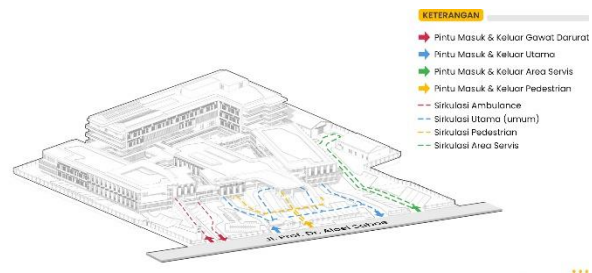 KETERANGAN
Pintu Masuk & Keluar Gawat Darurat
Pintu Masuk & Keluar Utama
Pintu Masuk & Keluar Area Servis
Pintu Masuk & Keluar Pedestrian
Sirkulasi Ambulance
Sirkulasi Utama (umum)
Sirkulasi Pedestrian
Sirkulasi Area Servis
Jl. Prof. Dr. Aloei Saboe